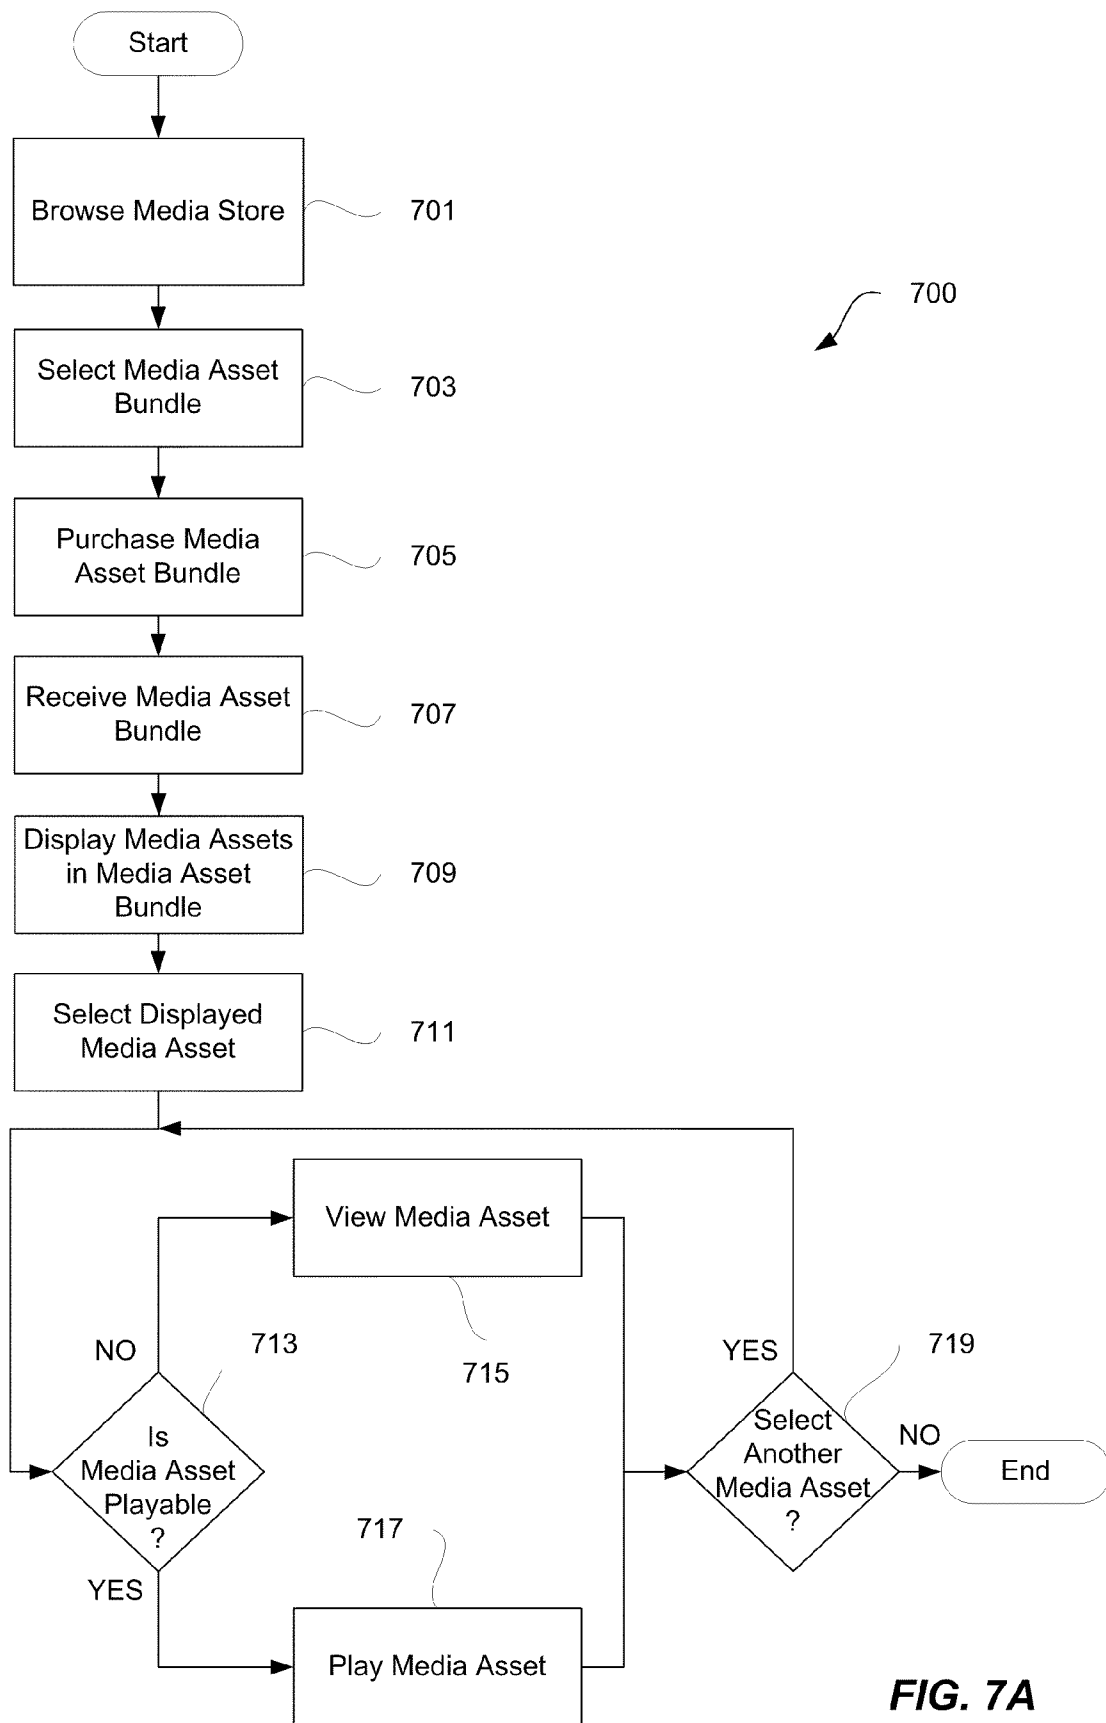 Start
Browse Media Store
701
700
Select Media Asset
Bundle
703
Purchase Media
Asset Bundle
705
Receive Media Asset
Bundle
707
Display Media Assets
in Media Asset
Bundle
709
Select Displayed
Media Asset
711
View Media Asset
715
NO
713
Is
Media Asset
Playable
?
YES
717
Play Media Asset
YES
719
Select
Another
Media Asset
?
NO
End
FIG. 7A